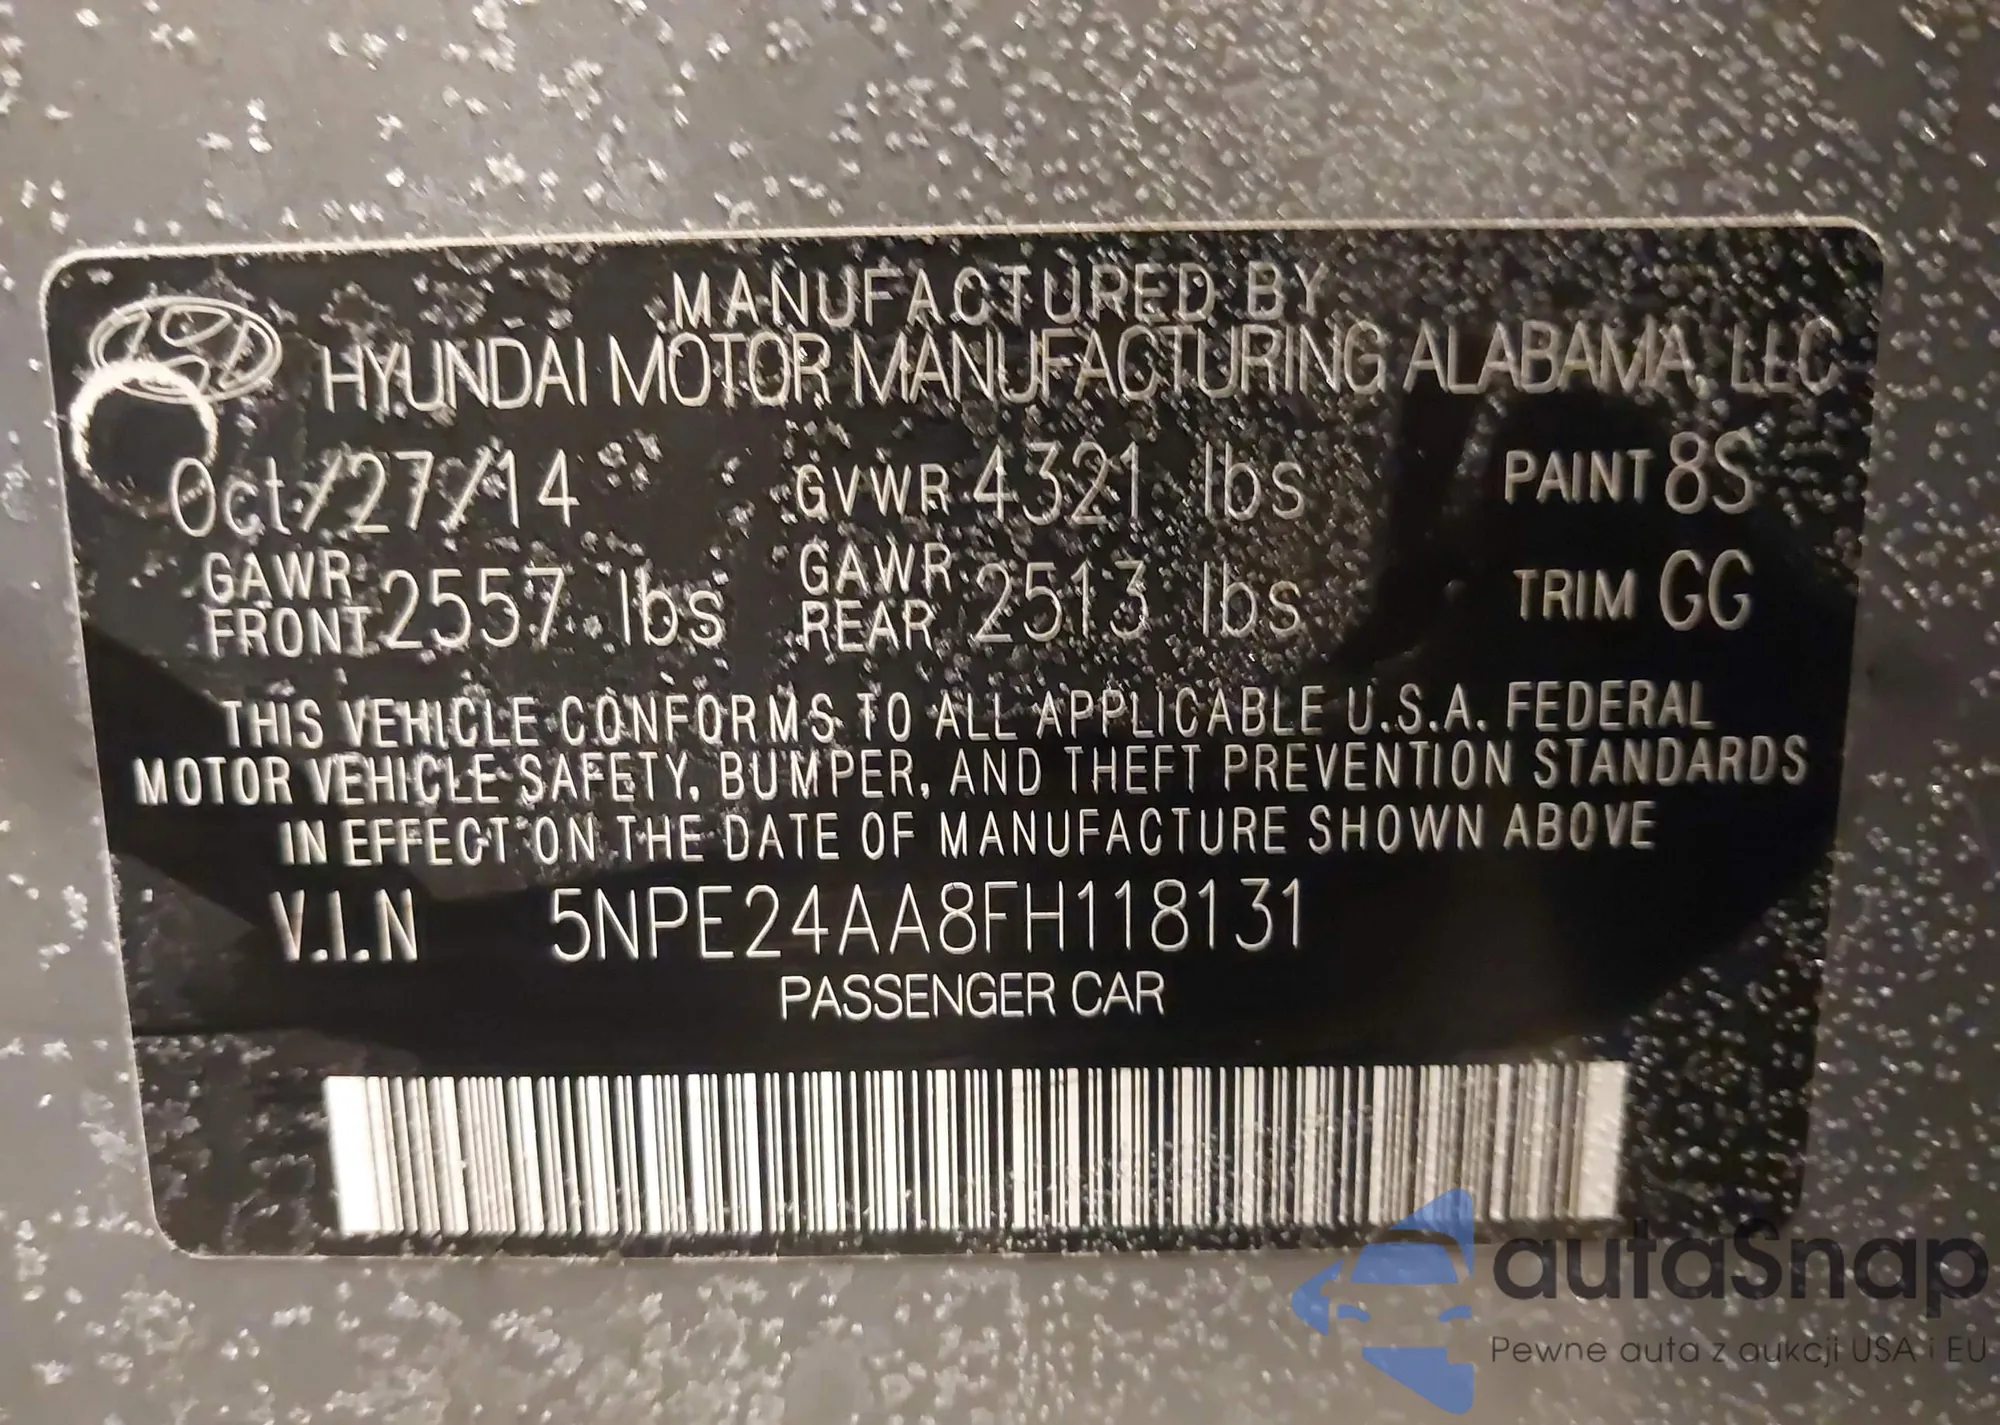 MANUFACTURED BY
HYUNDAI MOTOR MANUFACTURING ALABAMA, LLC
Oct/27/14 GVWR 4321 lbs PAINT 8S
GAWR FRONT 2557 lbs GAWR REAR 2513 lbs TRIM GG
THIS VEHICLE CONFORMS TO ALL APPLICABLE U.S.A. FEDERAL
MOTOR VEHICLE SAFETY, BUMPER, AND THEFT PREVENTION STANDARDS
IN EFFECT ON THE DATE OF MANUFACTURE SHOWN ABOVE
V.I.N 5NPE24AA8FH118131
PASSENGER CAR
autaSnap
Pewne auta z aukcji USA i EU